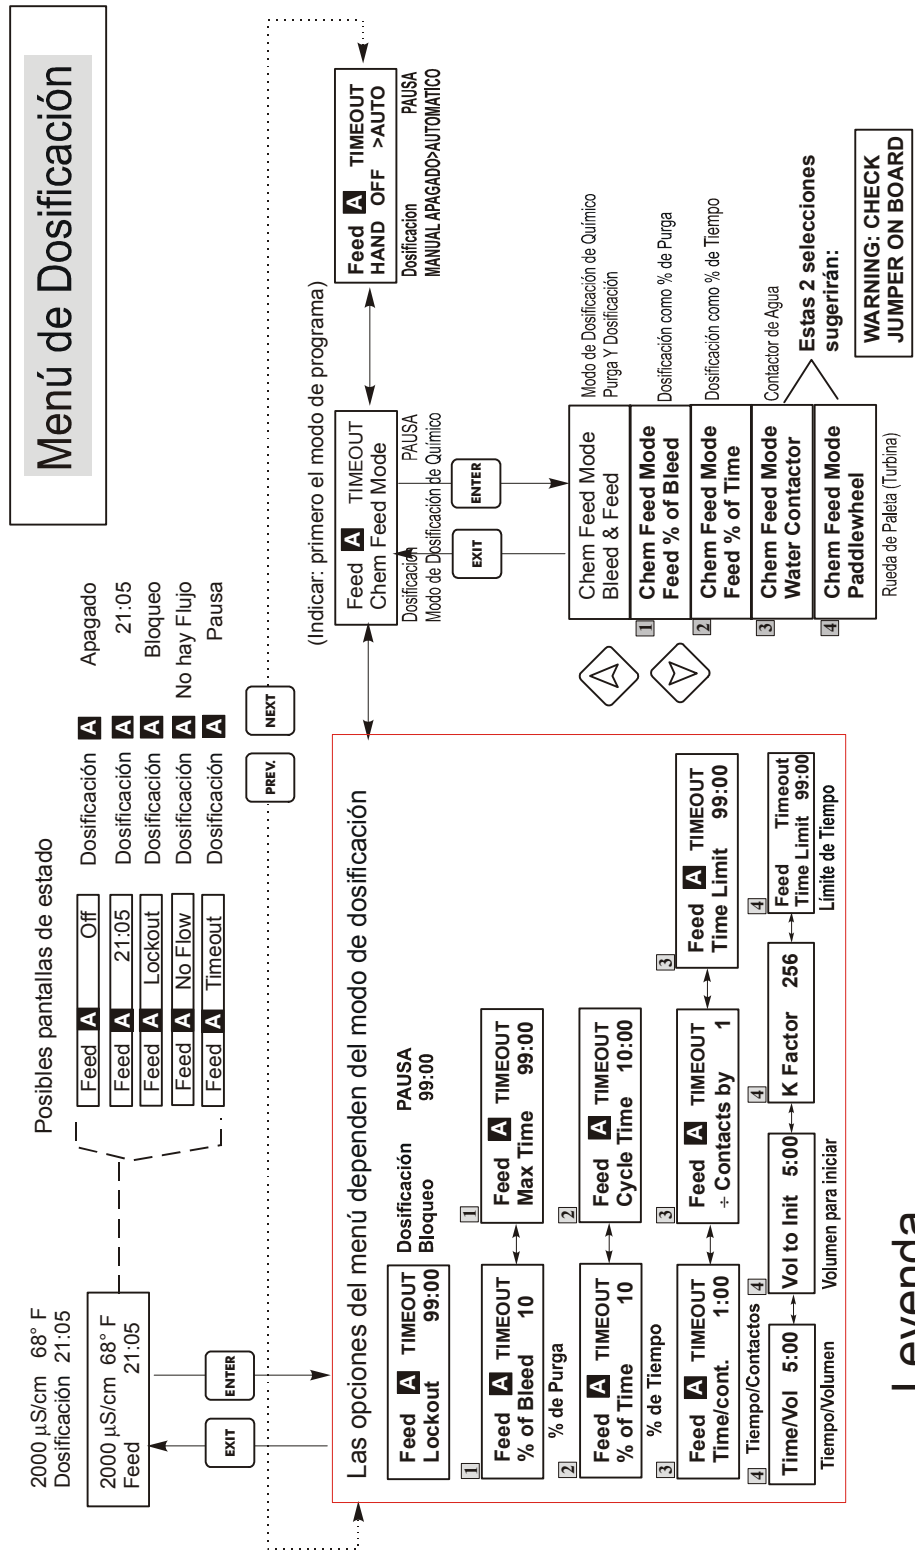 Menú de Dosificación
2000 µS/cm 68° F
Dosificación 21:05
2000 µS/cm 68° F
Feed 21:05
EXIT
ENTER
Posibles pantallas de estado
Feed A Off
Feed A 21:05
Feed A Lockout
Feed A No Flow
Feed A Timeout
Dosificación A Apagado
Dosificación A 21:05
Dosificación A Bloqueo
Dosificación A No hay Flujo
Dosificación A Pausa
PREV.
NEXT
Las opciones del menú dependen del modo de dosificación
Feed A TIMEOUT
Lockout 99:00
Dosificación PAUSA
Bloqueo 99:00
1
Feed A TIMEOUT
% of Bleed 10
% de Purga
1
Feed A TIMEOUT
Max Time 99:00
2
Feed A TIMEOUT
% of Time 10
% de Tiempo
2
Feed A TIMEOUT
Cycle Time 10:00
3
Feed A TIMEOUT
Time/cont. 1:00
Tiempo/Contactos
3
Feed A TIMEOUT
÷ Contacts by 1
3
Feed A TIMEOUT
Time Limit 99:00
4
Time/Vol 5:00
Tiempo/Volumen
4
Vol to Init 5:00
Volumen para iniciar
4
K Factor 256
4
Feed Timeout
Time Limit 99:00
Límite de Tiempo
(Indicar: primero el modo de programa)
Feed A TIMEOUT
Chem Feed Mode
Dosificación PAUSA
Modo de Dosificación de Químico
Feed A TIMEOUT
HAND OFF >AUTO
Dosificacion PAUSA
MANUAL APAGADO>AUTOMATICO
EXIT
ENTER
Chem Feed Mode
Bleed & Feed
Modo de Dosificación de Químico
Purga Y Dosificación
1
Chem Feed Mode
Feed % of Bleed
Dosificación como % de Purga
2
Chem Feed Mode
Feed % of Time
Dosificación como % de Tiempo
3
Chem Feed Mode
Water Contactor
Contactor de Agua
4
Chem Feed Mode
Paddlewheel
Rueda de Paleta (Turbina)
Estas 2 selecciones
sugerirán:
WARNING: CHECK
JUMPER ON BOARD
Leyenda